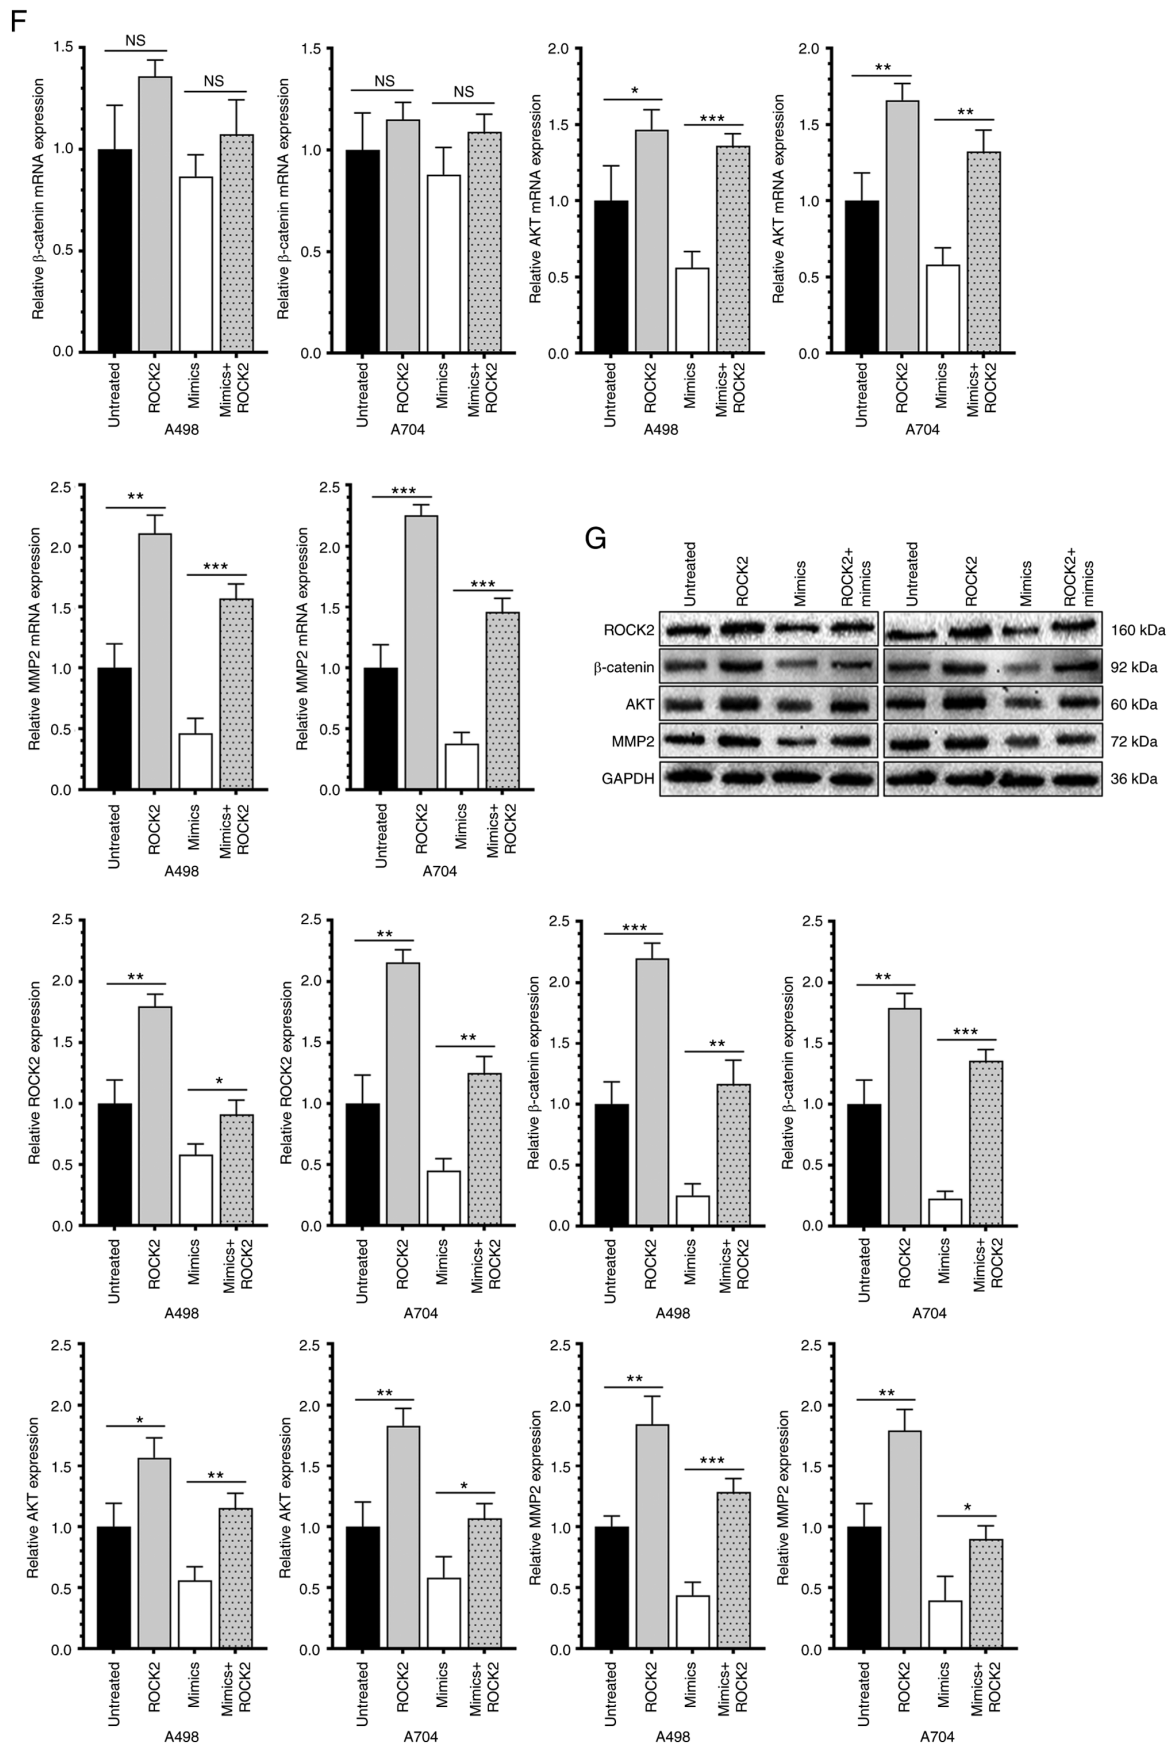 F
NS
NS
1.5
1.0
0.5
0.0
Relative β-catenin mRNA expression
Untreated
ROCK2
Mimics
Mimics+
ROCK2
A498
NS
NS
1.5
1.0
0.5
0.0
Relative β-catenin mRNA expression
Untreated
ROCK2
Mimics
Mimics+
ROCK2
A704
*
***
2.0
1.5
1.0
0.5
0.0
Relative AKT mRNA expression
Untreated
ROCK2
Mimics
Mimics+
ROCK2
A498
**
**
2.0
1.5
1.0
0.5
0.0
Relative AKT mRNA expression
Untreated
ROCK2
Mimics
Mimics+
ROCK2
A704
**
***
2.5
2.0
1.5
1.0
0.5
0.0
Relative MMP2 mRNA expression
Untreated
ROCK2
Mimics
Mimics+
ROCK2
A498
***
***
2.5
2.0
1.5
1.0
0.5
0.0
Relative MMP2 mRNA expression
Untreated
ROCK2
Mimics
Mimics+
ROCK2
A704
G
Untreated
ROCK2
Mimics
ROCK2+
mimics
Untreated
ROCK2
Mimics
ROCK2+
mimics
ROCK2 160 kDa
β-catenin 92 kDa
AKT 60 kDa
MMP2 72 kDa
GAPDH 36 kDa
**
*
2.5
2.0
1.5
1.0
0.5
0.0
Relative ROCK2 expression
Untreated
ROCK2
Mimics
Mimics+
ROCK2
A498
**
**
2.5
2.0
1.5
1.0
0.5
0.0
Relative ROCK2 expression
Untreated
ROCK2
Mimics
Mimics+
ROCK2
A704
***
**
2.5
2.0
1.5
1.0
0.5
0.0
Relative β-catenin expression
Untreated
ROCK2
Mimics
Mimics+
ROCK2
A498
**
***
2.5
2.0
1.5
1.0
0.5
0.0
Relative β-catenin expression
Untreated
ROCK2
Mimics
Mimics+
ROCK2
A704
*
**
2.5
2.0
1.5
1.0
0.5
0.0
Relative AKT expression
Untreated
ROCK2
Mimics
Mimics+
ROCK2
A498
**
*
2.5
2.0
1.5
1.0
0.5
0.0
Relative AKT expression
Untreated
ROCK2
Mimics
Mimics+
ROCK2
A704
**
***
2.5
2.0
1.5
1.0
0.5
0.0
Relative MMP2 expression
Untreated
ROCK2
Mimics
Mimics+
ROCK2
A498
**
*
2.5
2.0
1.5
1.0
0.5
0.0
Relative MMP2 expression
Untreated
ROCK2
Mimics
Mimics+
ROCK2
A704